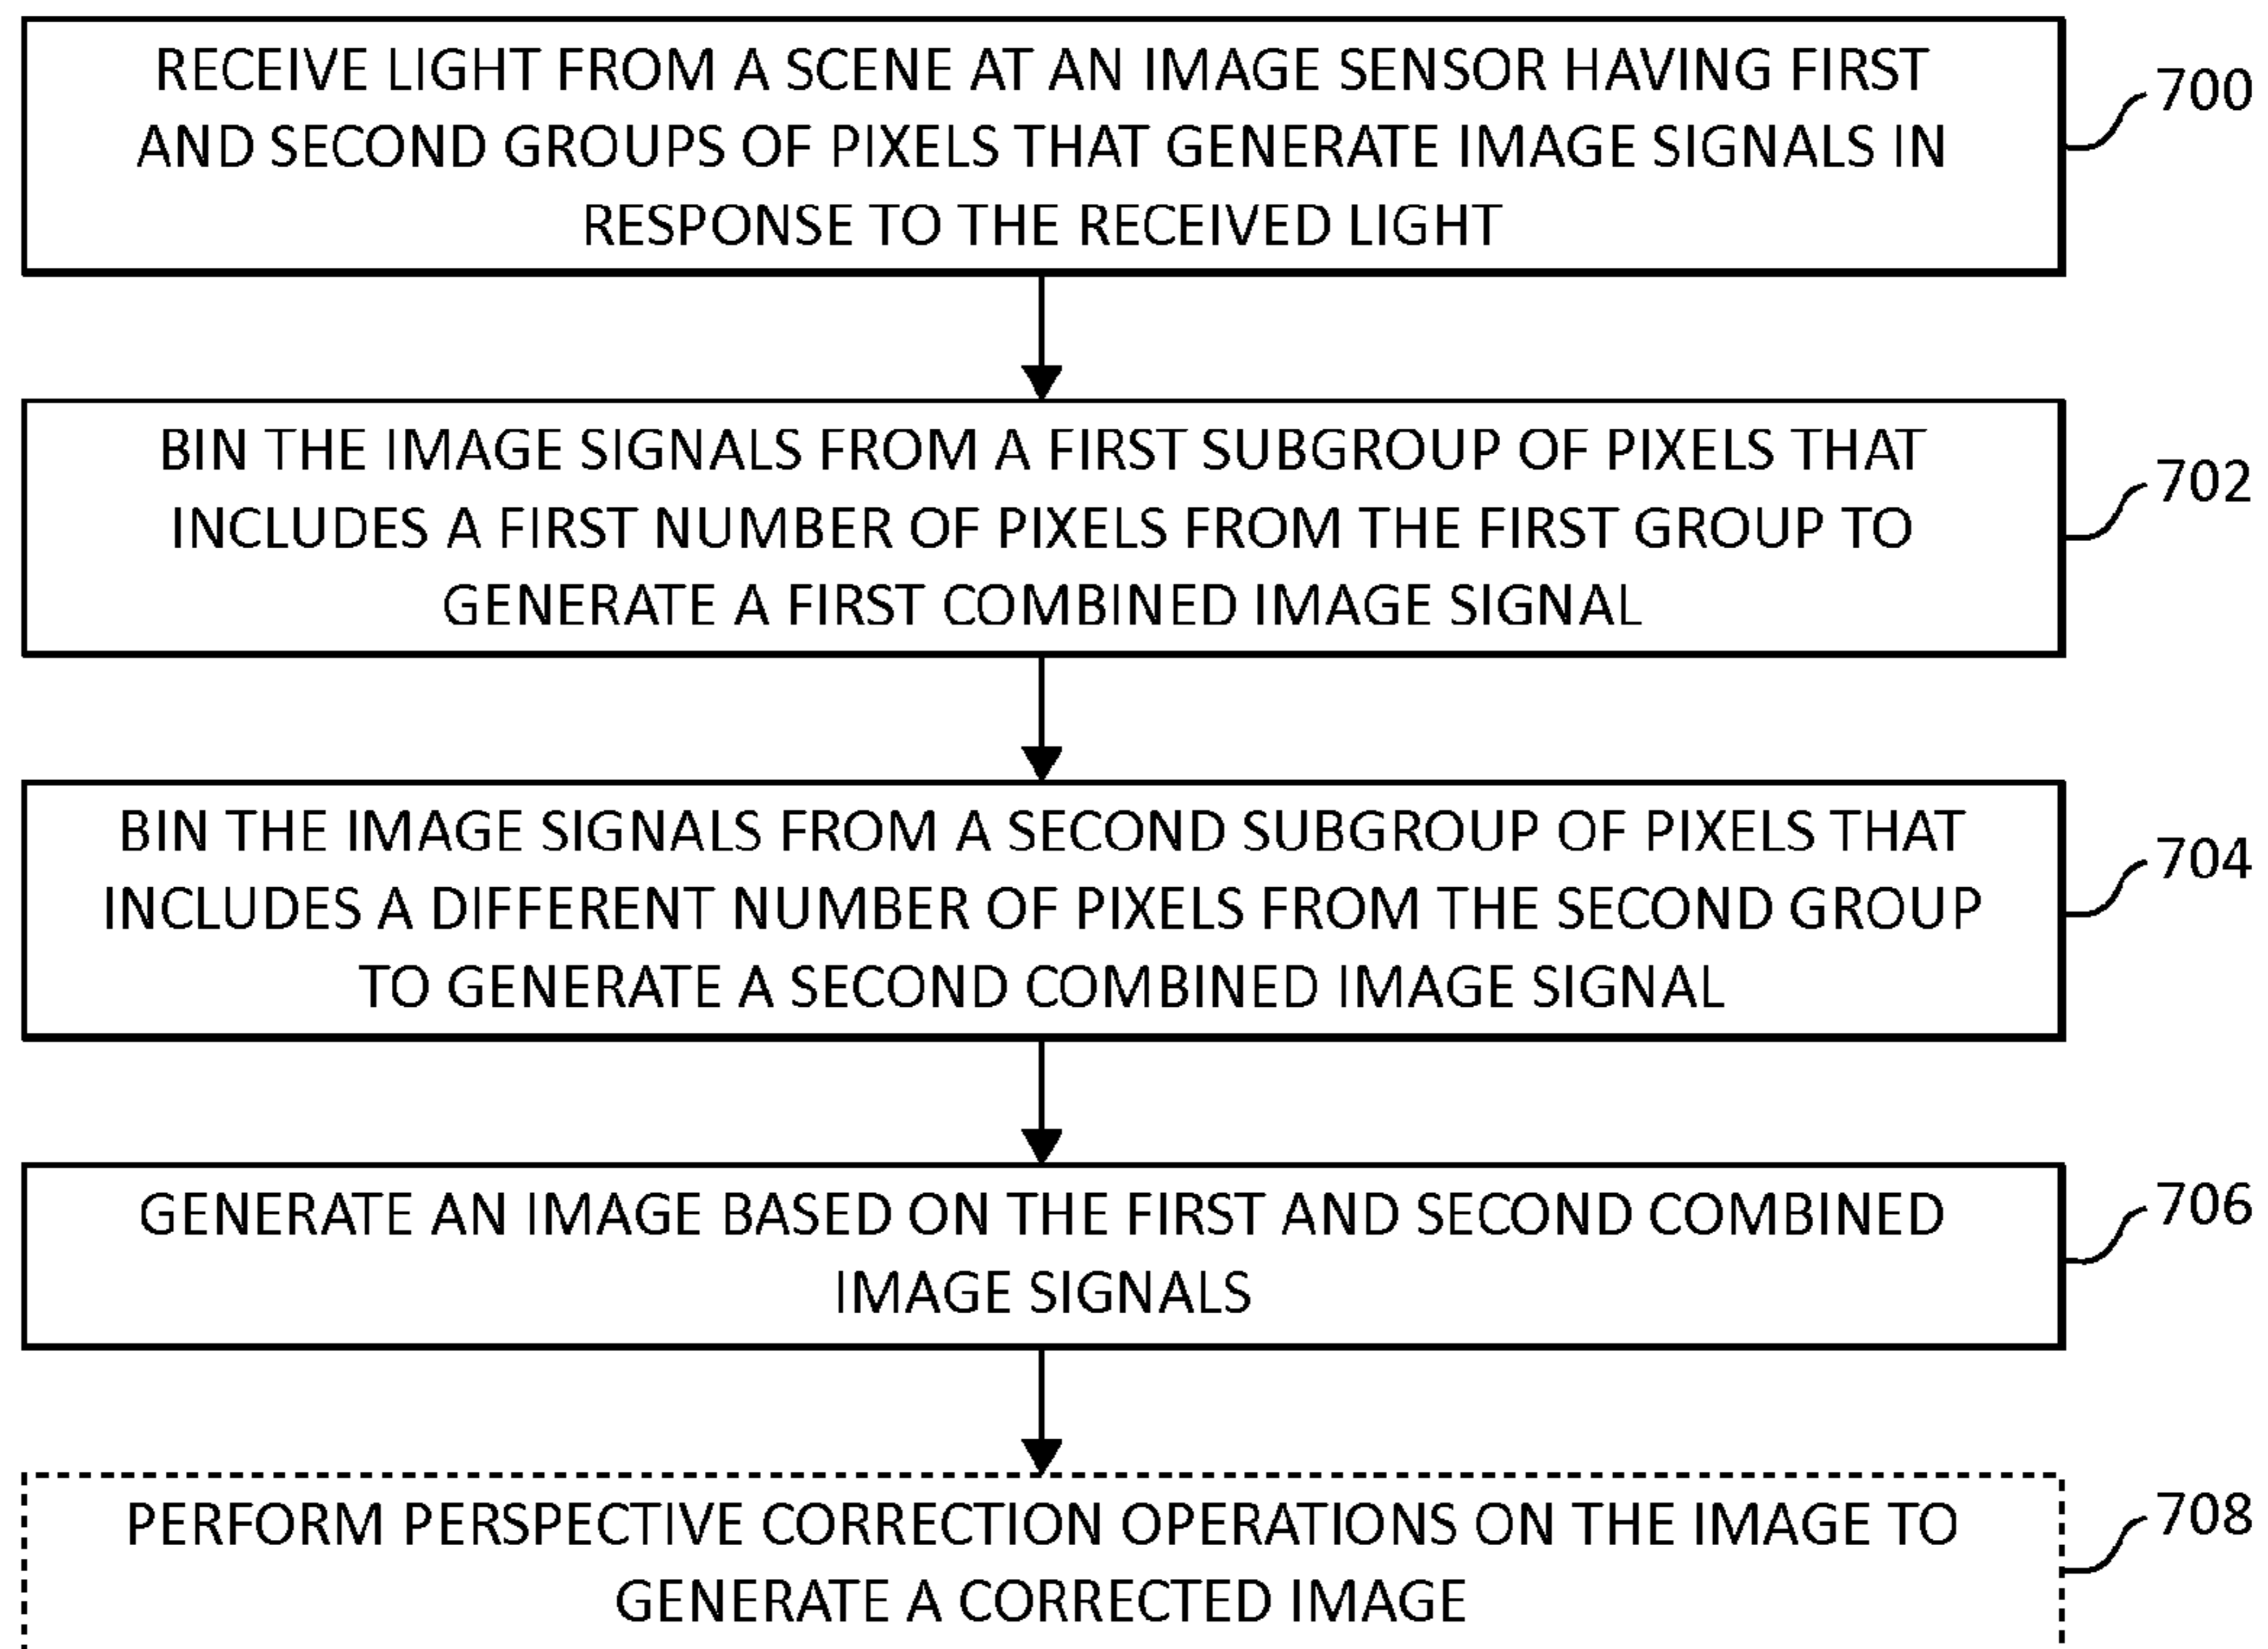 RECEIVE LIGHT FROM A SCENE AT AN IMAGE SENSOR HAVING FIRST
AND SECOND GROUPS OF PIXELS THAT GENERATE IMAGE SIGNALS IN
RESPONSE TO THE RECEIVED LIGHT
700
BIN THE IMAGE SIGNALS FROM A FIRST SUBGROUP OF PIXELS THAT
INCLUDES A FIRST NUMBER OF PIXELS FROM THE FIRST GROUP TO
GENERATE A FIRST COMBINED IMAGE SIGNAL
702
BIN THE IMAGE SIGNALS FROM A SECOND SUBGROUP OF PIXELS THAT
INCLUDES A DIFFERENT NUMBER OF PIXELS FROM THE SECOND GROUP
TO GENERATE A SECOND COMBINED IMAGE SIGNAL
704
GENERATE AN IMAGE BASED ON THE FIRST AND SECOND COMBINED
IMAGE SIGNALS
706
PERFORM PERSPECTIVE CORRECTION OPERATIONS ON THE IMAGE TO
GENERATE A CORRECTED IMAGE
708